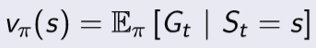 v_π(s) = 𝔼_π [G_t | S_t = s]